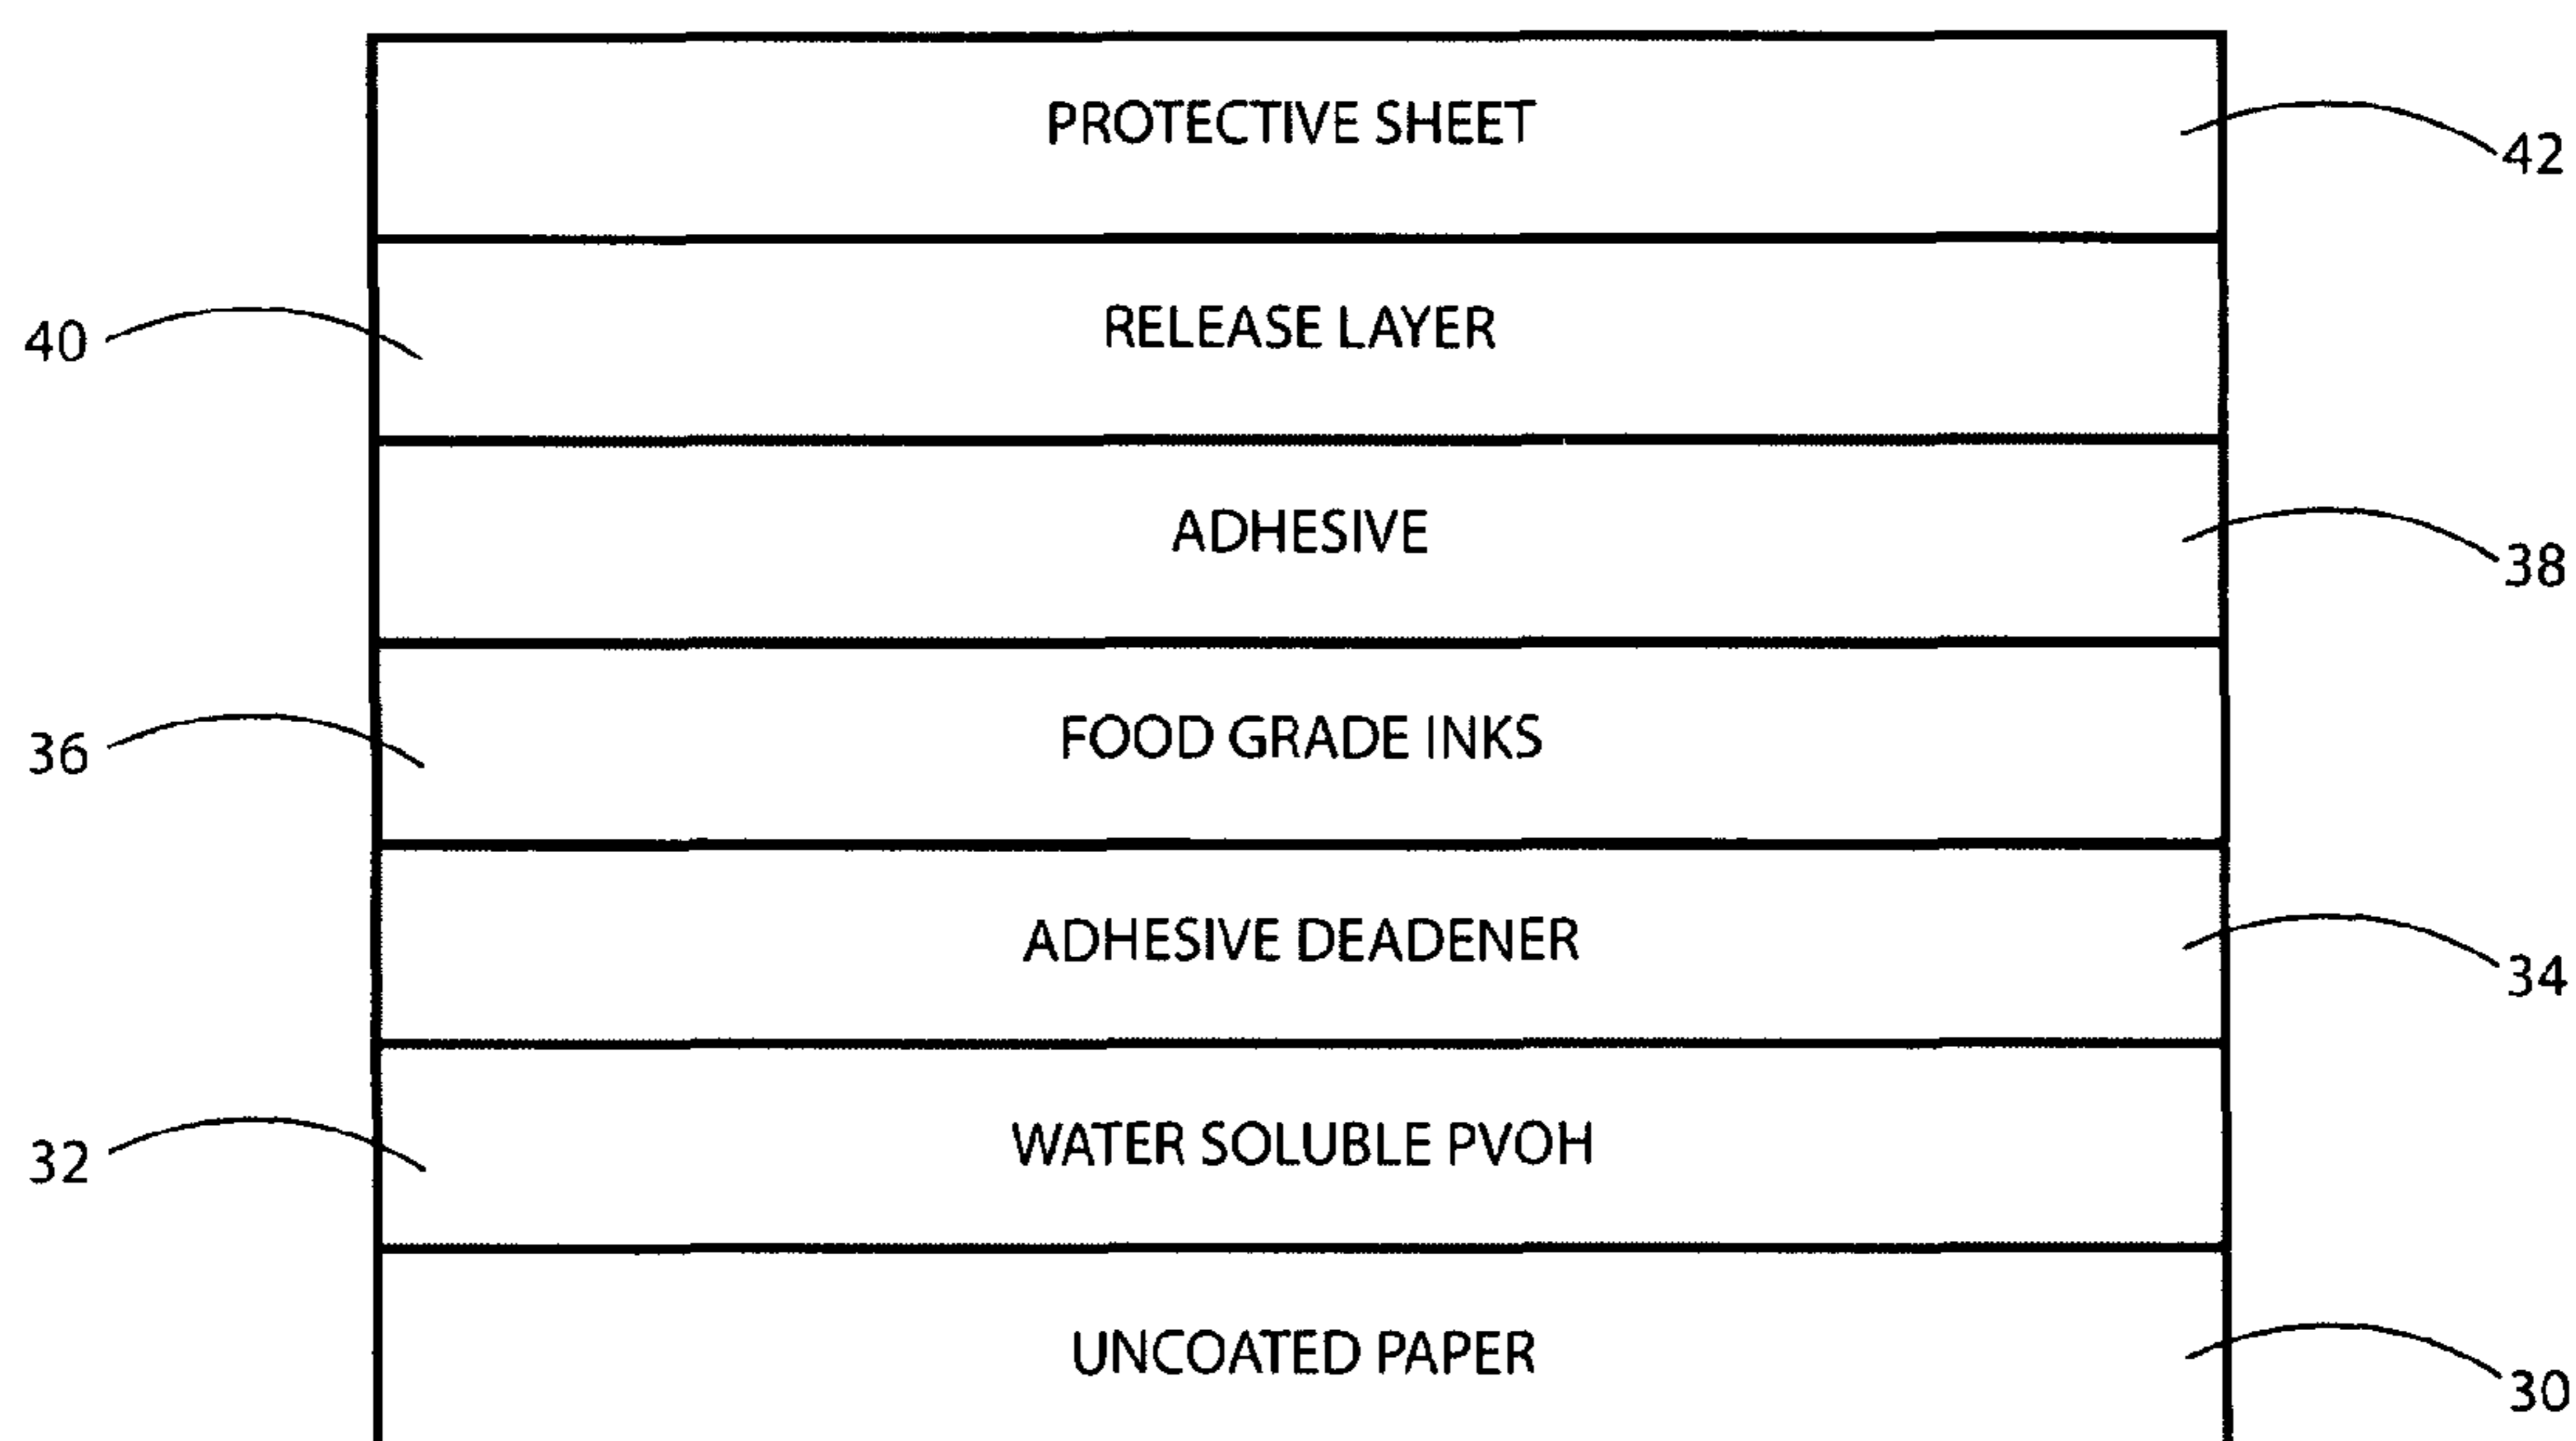 PROTECTIVE SHEET
42
RELEASE LAYER
40
ADHESIVE
38
FOOD GRADE INKS
36
ADHESIVE DEADENER
34
WATER SOLUBLE PVOH
32
UNCOATED PAPER
30